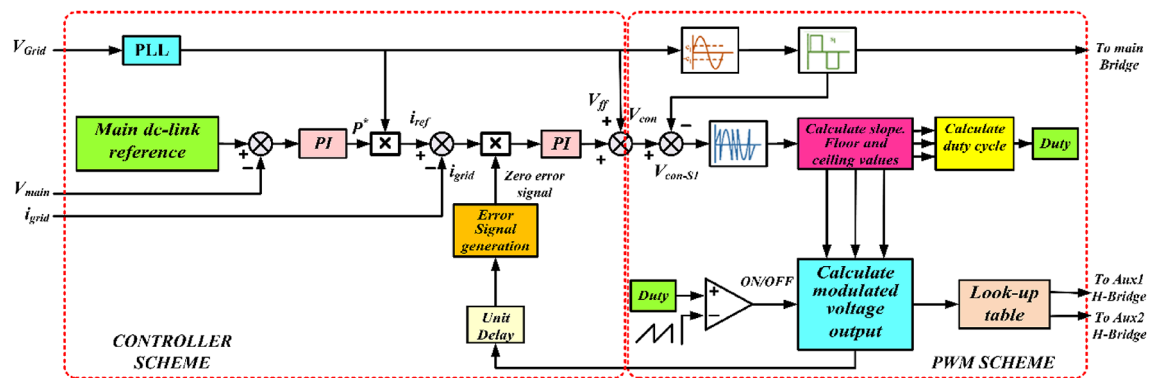 V_Grid
PLL
c_1
c_1
s_1
To main
Bridge
Main dc-link
reference
PI
P*
×
i_ref
×
PI
V_ff
V_con
V_con-S1
Calculate slope.
Floor and
ceiling values
Calculate
duty cycle
Duty
V_main
i_grid
i_grid
Zero error
signal
Error
Signal
generation
Unit
Delay
Duty
ON/OFF
Calculate
modulated
voltage
output
Look-up
table
To Aux1
H-Bridge
To Aux2
H-Bridge
CONTROLLER
SCHEME
PWM SCHEME